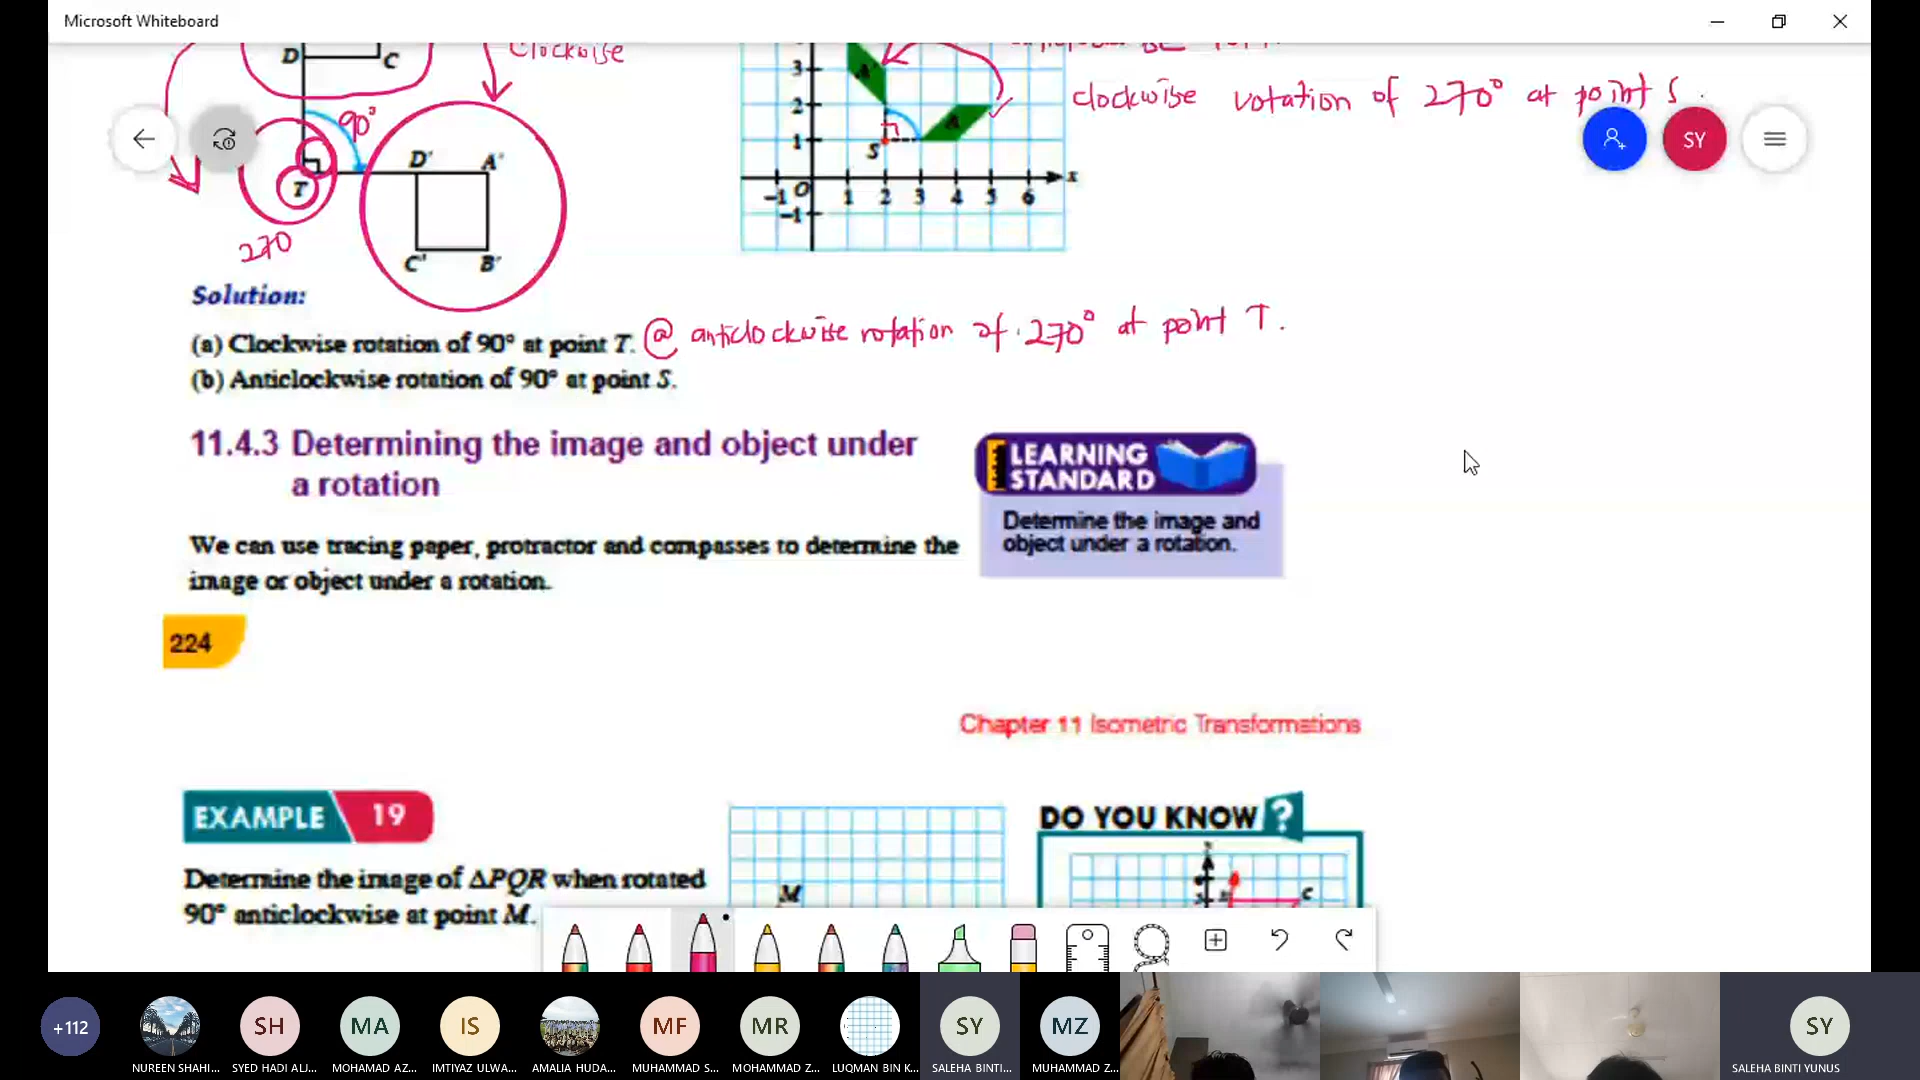 Microsoft Whiteboard
D
C
clockwise
3
A'
2
1
A
S
-1 O 1 2 3 4 5 6 x
-1
clockwise rotation of 270° at point S.
SY
90°
T
D' A'
C' B'
270
Solution:
(a) Clockwise rotation of 90° at point T. @ anticlockwise rotation of 270° at point T.
(b) Anticlockwise rotation of 90° at point S.
11.4.3 Determining the image and object under
a rotation
LEARNING
STANDARD
Determine the image and
object under a rotation.
We can use tracing paper, protractor and compasses to determine the
image or object under a rotation.
224
Chapter 11 Isometric Transformations
EXAMPLE 19
DO YOU KNOW ?
Determine the image of ΔPQR when rotated
90° anticlockwise at point M.
M
C
+112
SH
MA
IS
MF
MR
SY
MZ
SY
NUREEN SHAHI...
SYED HADI ALJ...
MOHAMAD AZ...
IMTIYAZ ULWA...
AMALIA HUDA...
MUHAMMAD S...
MOHAMMAD Z...
LUQMAN BIN K...
SALEHA BINTI...
MUHAMMAD Z...
SALEHA BINTI YUNUS